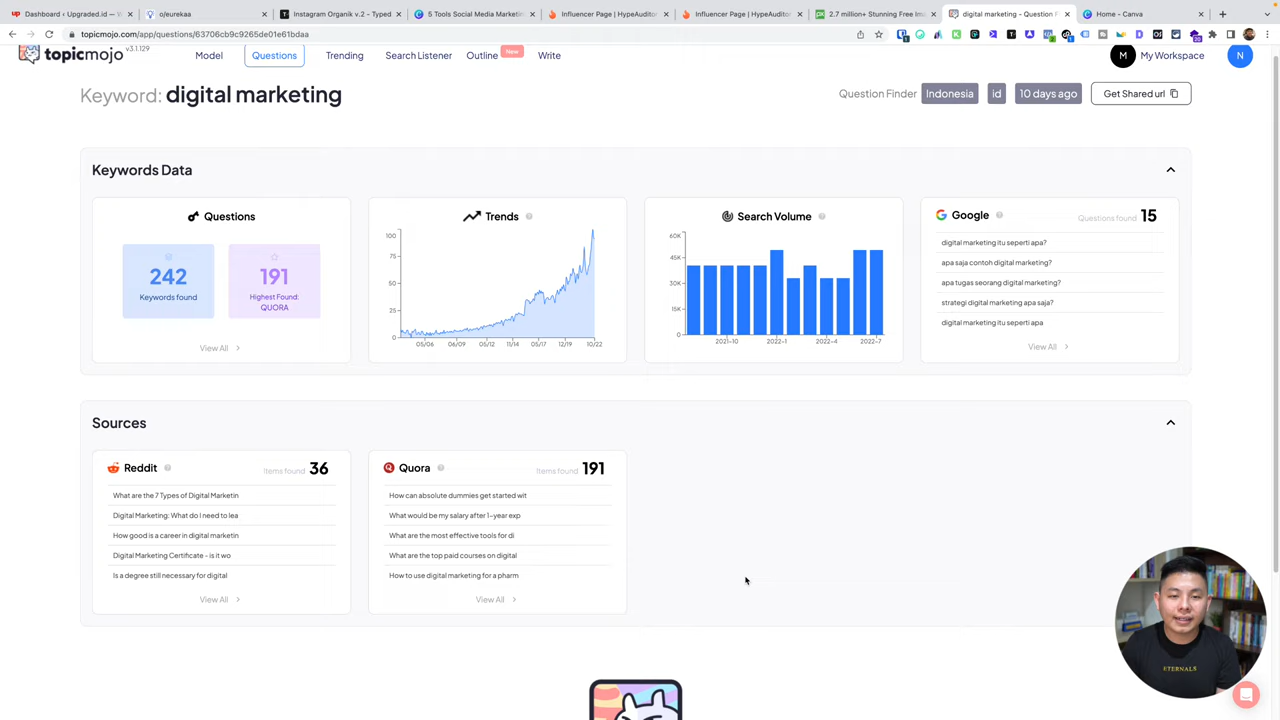 Dashboard ‹ Upgraded.id —
o/eurekaa
Instagram Organik v.2 - Typed
5 Tools Social Media Marketin
Influencer Page | HypeAuditor
Influencer Page | HypeAuditor
2.7 million+ Stunning Free Ima
digital marketing - Question F
Home - Canva
topicmojo.com/app/questions/63706cb9c9265de01e61bdaa
topicmojo v3.1.129
Model
Questions
Trending
Search Listener
Outline
New
Write
M
My Workspace
N
Keyword: digital marketing
Question Finder
Indonesia
id
10 days ago
Get Shared url
Keywords Data
Questions
242
Keywords found
191
Highest Found:
QUORA
View All
Trends
100
75
50
25
0
05/06
06/09
05/12
11/14
05/17
12/19
10/22
Search Volume
60K
45K
30K
15K
0
2021-10
2022-1
2022-4
2022-7
Google
Questions found 15
digital marketing itu seperti apa?
apa saja contoh digital marketing?
apa tugas seorang digital marketing?
strategi digital marketing apa saja?
digital marketing itu seperti apa
View All
Sources
Reddit
Items found 36
What are the 7 Types of Digital Marketin
Digital Marketing: What do I need to lea
How good is a career in digital marketin
Digital Marketing Certificate - is it wo
Is a degree still necessary for digital
View All
Quora
Items found 191
How can absolute dummies get started wit
What would be my salary after 1-year exp
What are the most effective tools for di
What are the top paid courses on digital
How to use digital marketing for a pharm
View All
ETERNALS